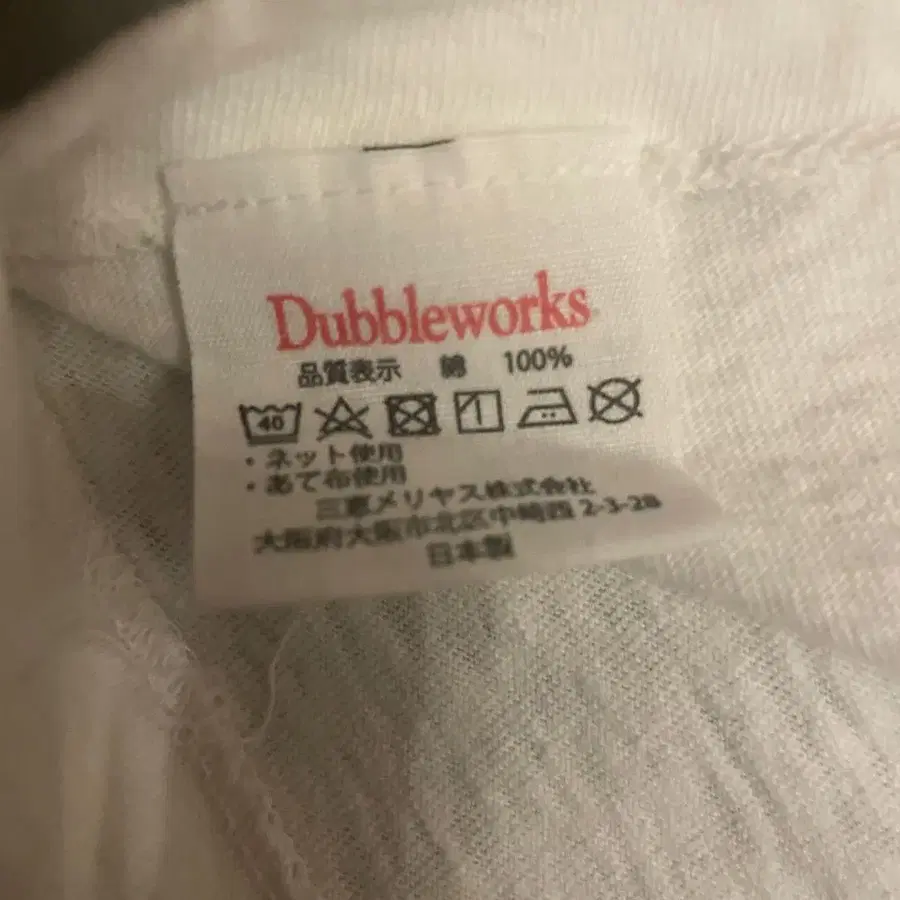 Dubbleworks
品質表示 綿 100%
40
・ネット使用
・あて布使用
三恵メリヤス株式会社
大阪府大阪市北区中崎西 2-3-28
日本製